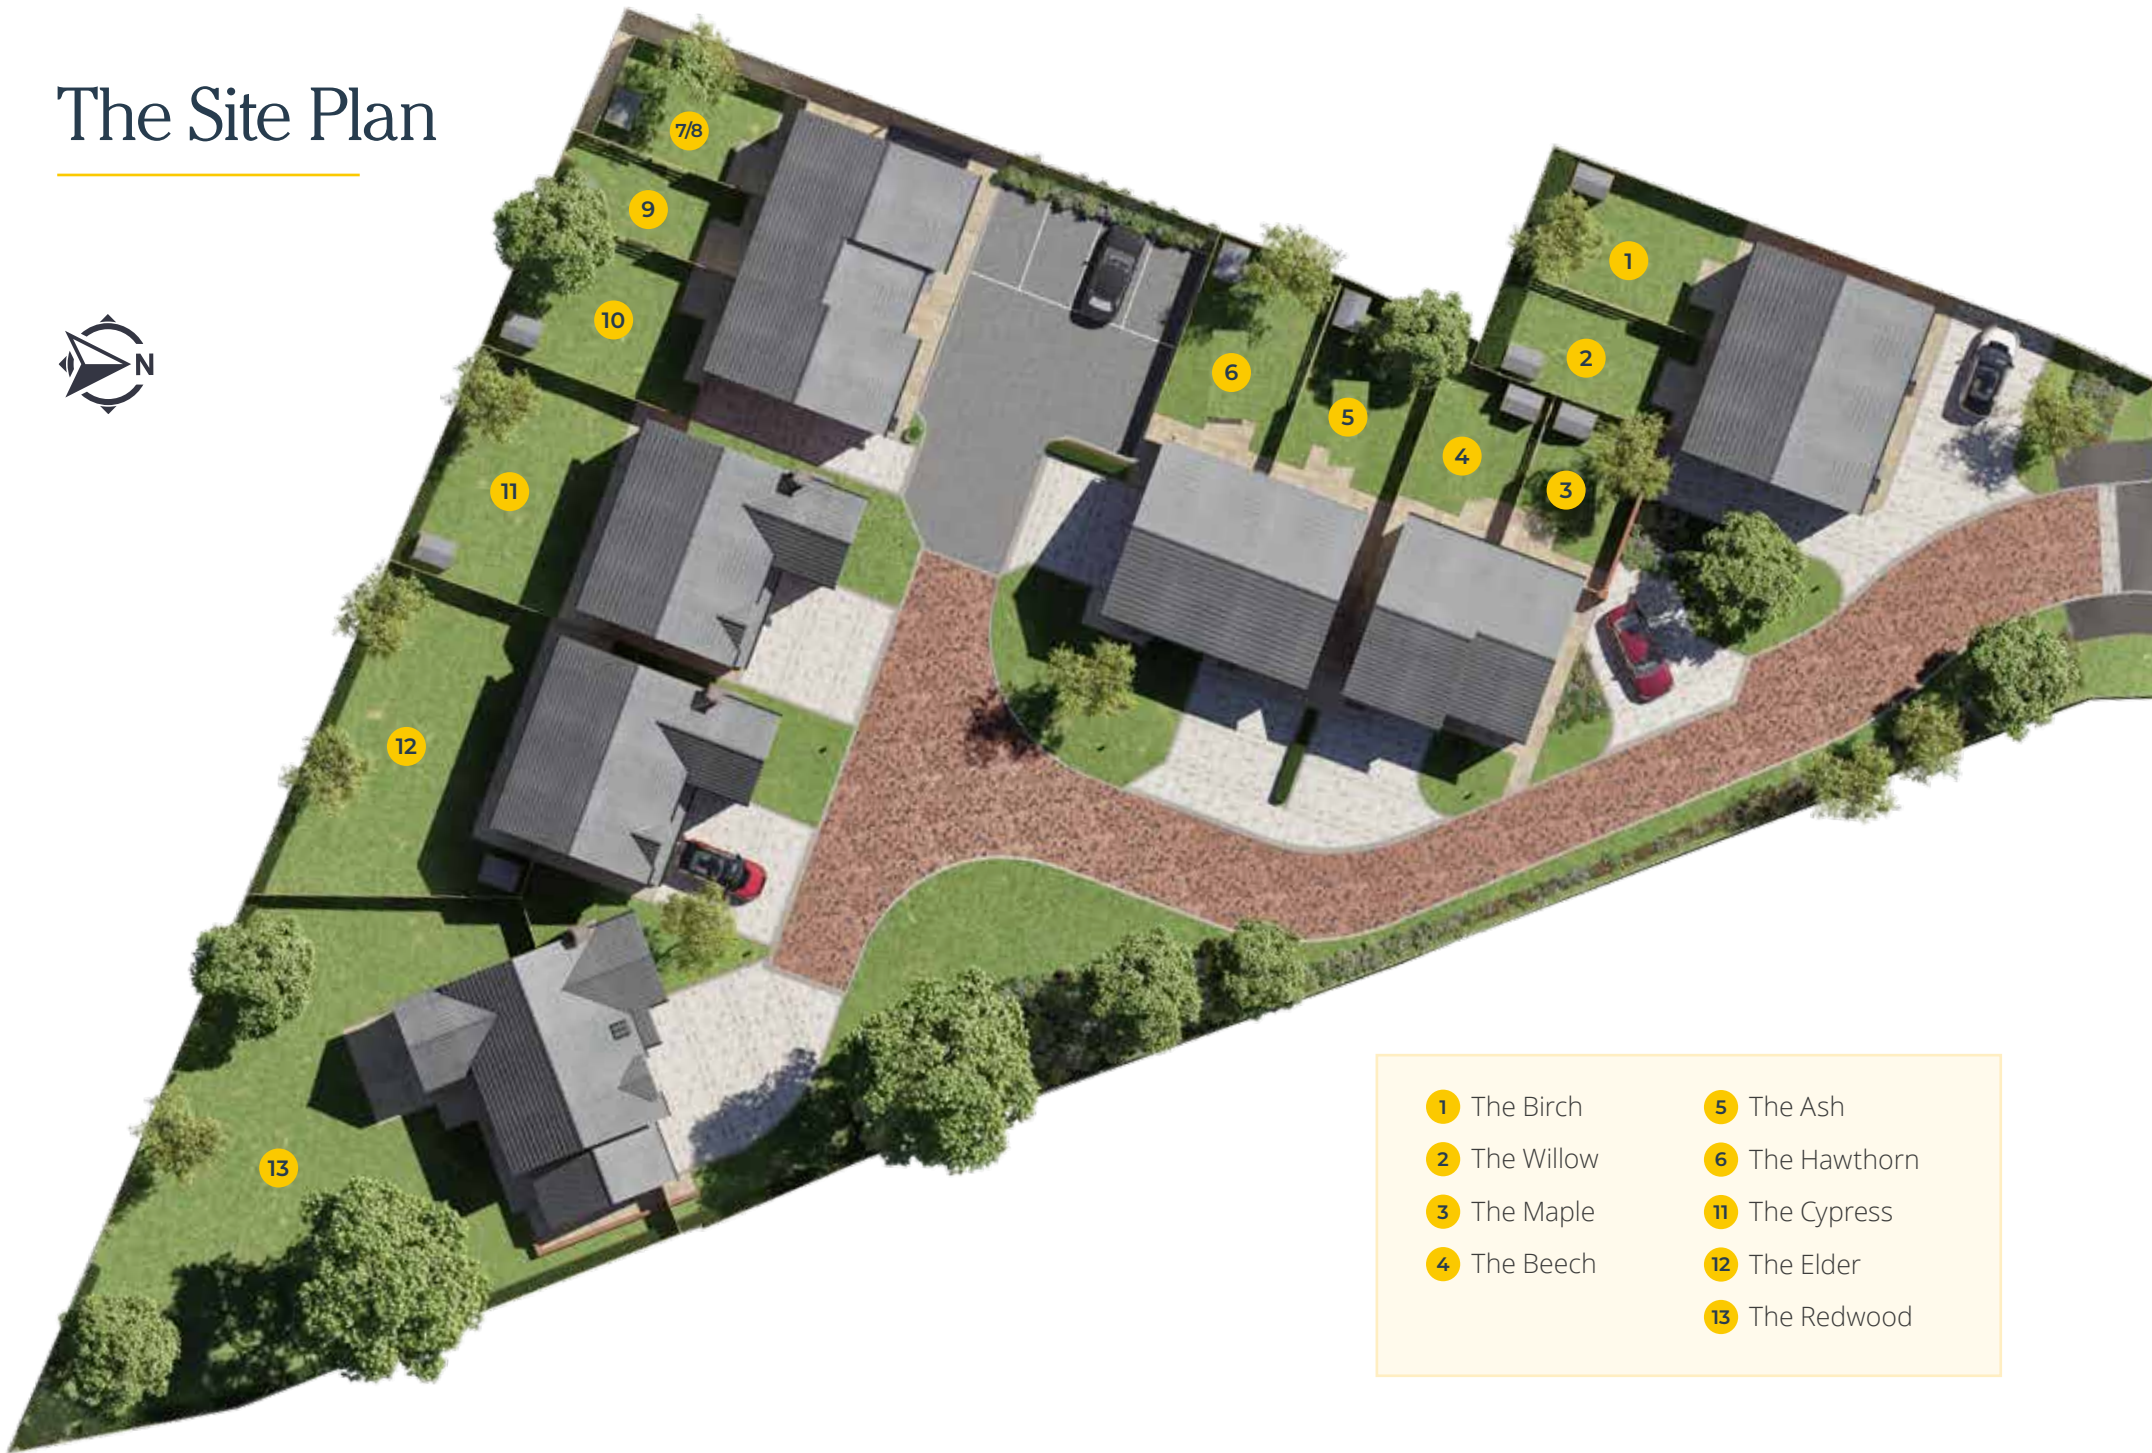 The Site Plan
N
7/8
9
10
11
12
13
6
5
4
3
1
2
1 The Birch
2 The Willow
3 The Maple
4 The Beech
5 The Ash
6 The Hawthorn
11 The Cypress
12 The Elder
13 The Redwood